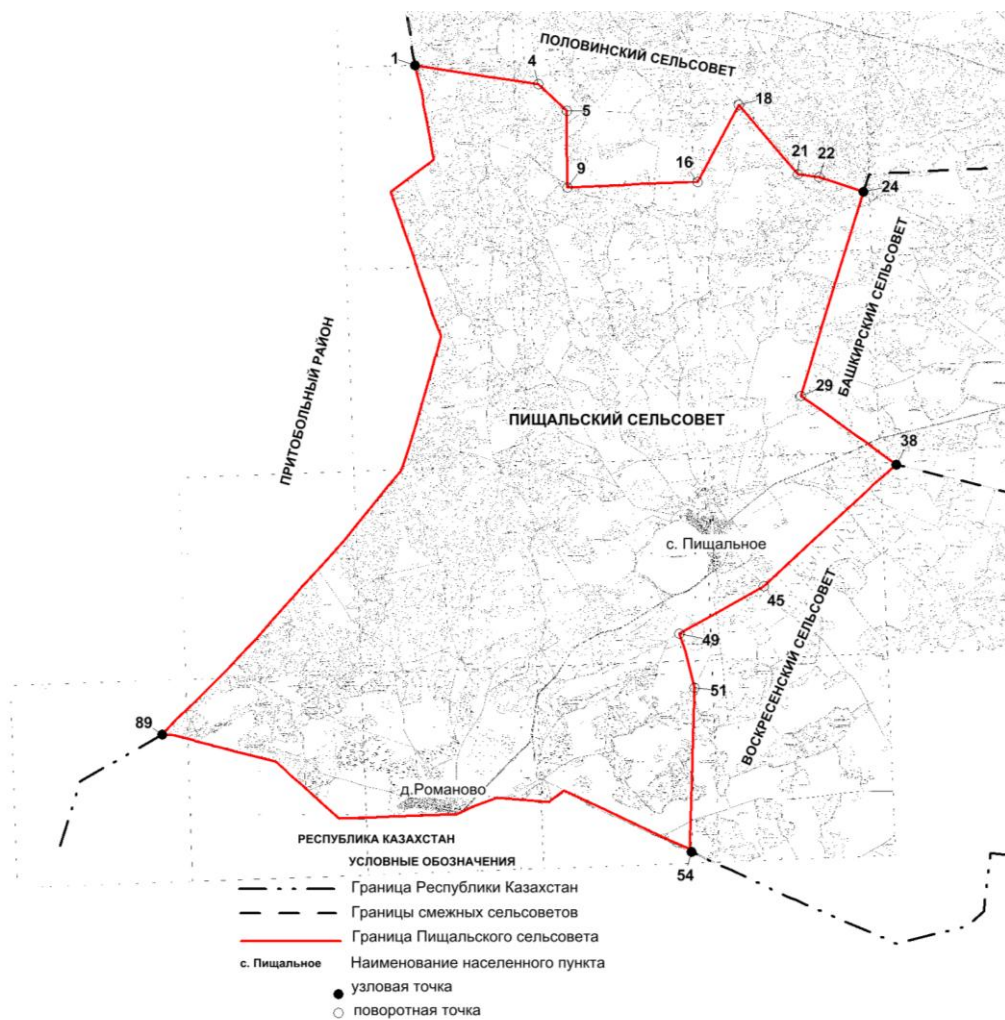 ПОЛОВИНСКИЙ СЕЛЬСОВЕТ
1
4
5
18
9
16
21
22
24
БАШКИРСКИЙ СЕЛЬСОВЕТ
ПРИТОБОЛЬНЫЙ РАЙОН
29
ПИЩАЛЬСКИЙ СЕЛЬСОВЕТ
38
с. Пищальное
45
ВОСКРЕСЕНСКИЙ СЕЛЬСОВЕТ
49
51
89
д.Романово
54
РЕСПУБЛИКА КАЗАХСТАН
УСЛОВНЫЕ ОБОЗНАЧЕНИЯ
Граница Республики Казахстан
Границы смежных сельсоветов
Граница Пищальского сельсовета
с. Пищальное Наименование населенного пункта
узловая точка
поворотная точка